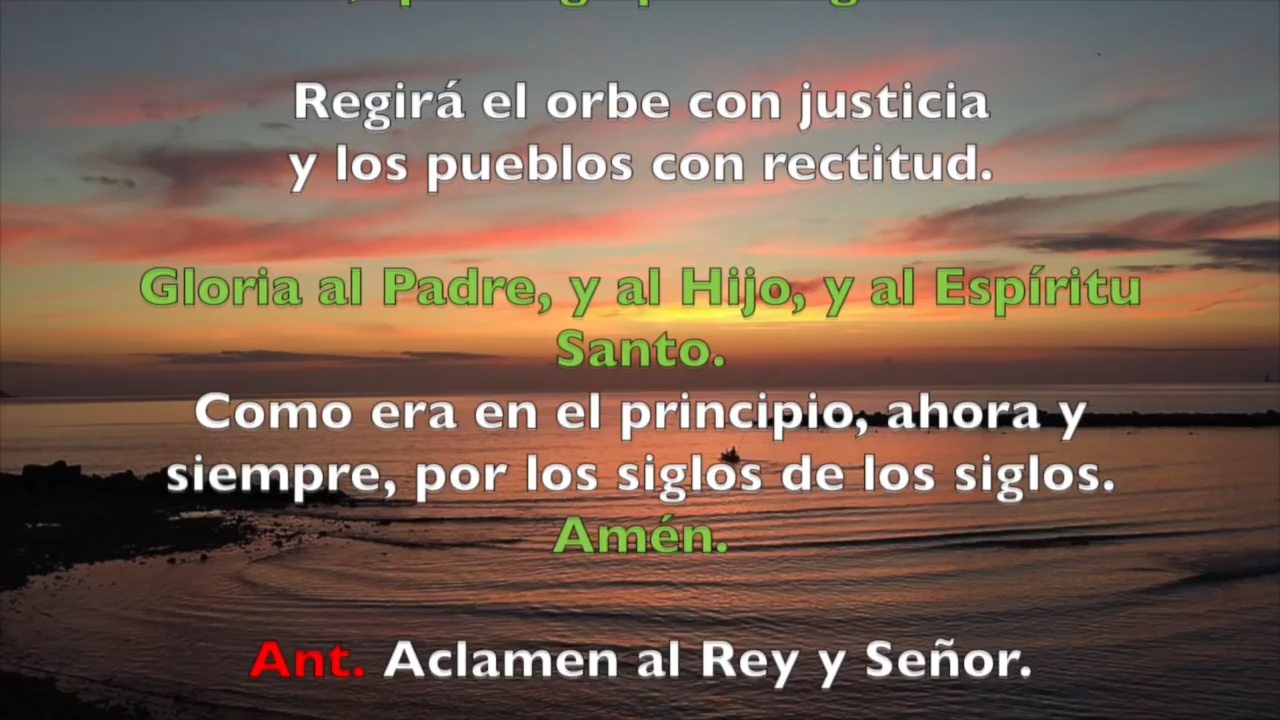 Regirá el orbe con justicia
y los pueblos con rectitud.
Gloria al Padre, y al Hijo, y al Espíritu
Santo.
Como era en el principio, ahora y
siempre, por los siglos de los siglos.
Amén.
Ant. Aclamen al Rey y Señor.